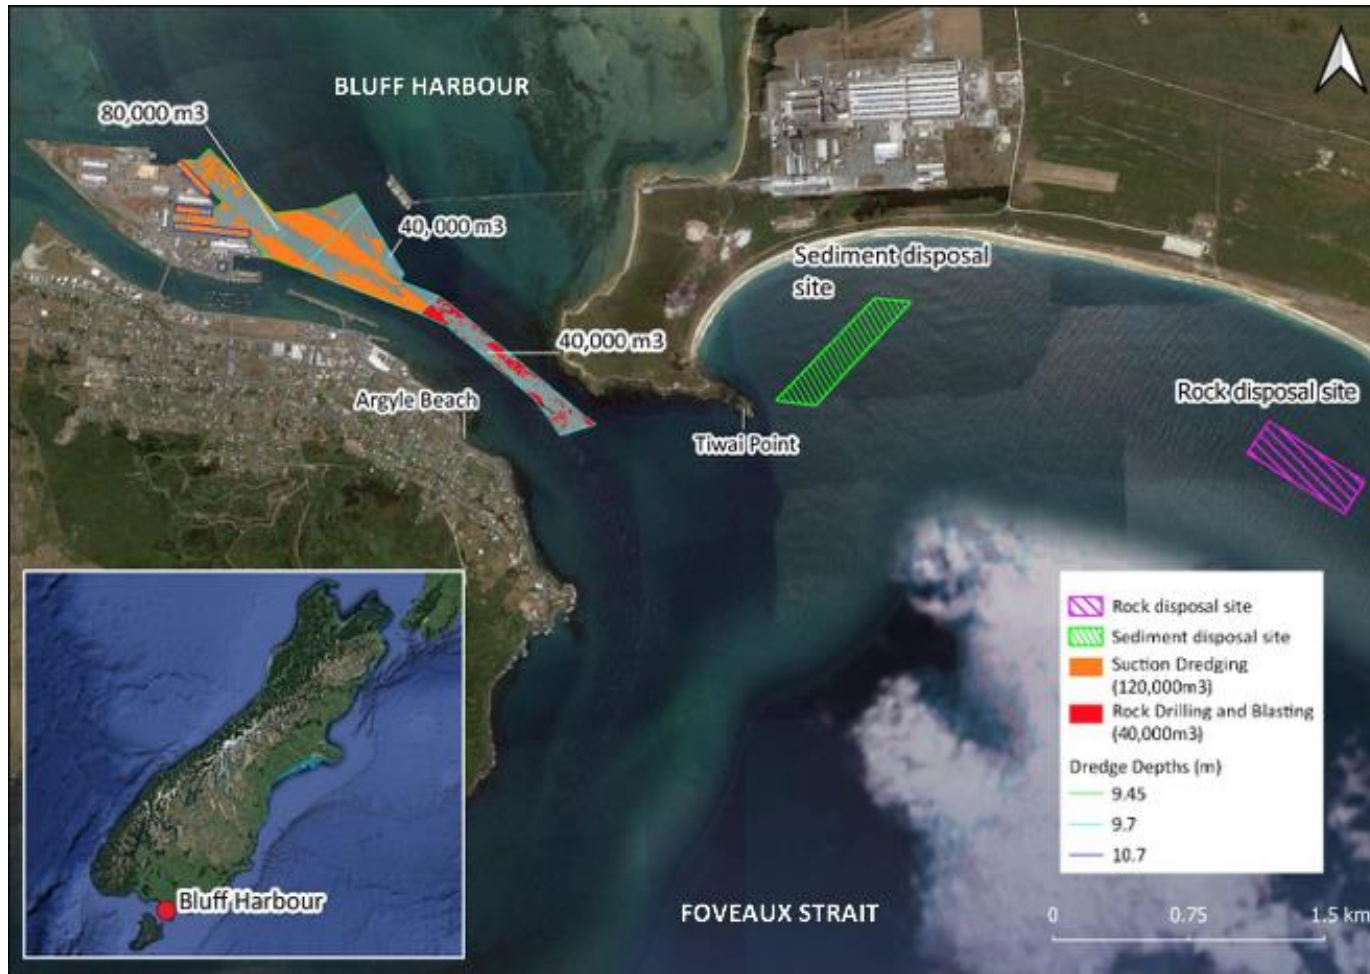 BLUFF HARBOUR
80,000 m3
40, 000 m3
Sediment disposal
site
40,000 m3
Rock disposal site
Argyle Beach
Tiwai Point
Rock disposal site
Sediment disposal site
Suction Dredging
(120,000m3)
Rock Drilling and Blasting
(40,000m3)
Dredge Depths (m)
9.45
9.7
10.7
Bluff Harbour
FOVEAUX STRAIT
0 0.75 1.5 km